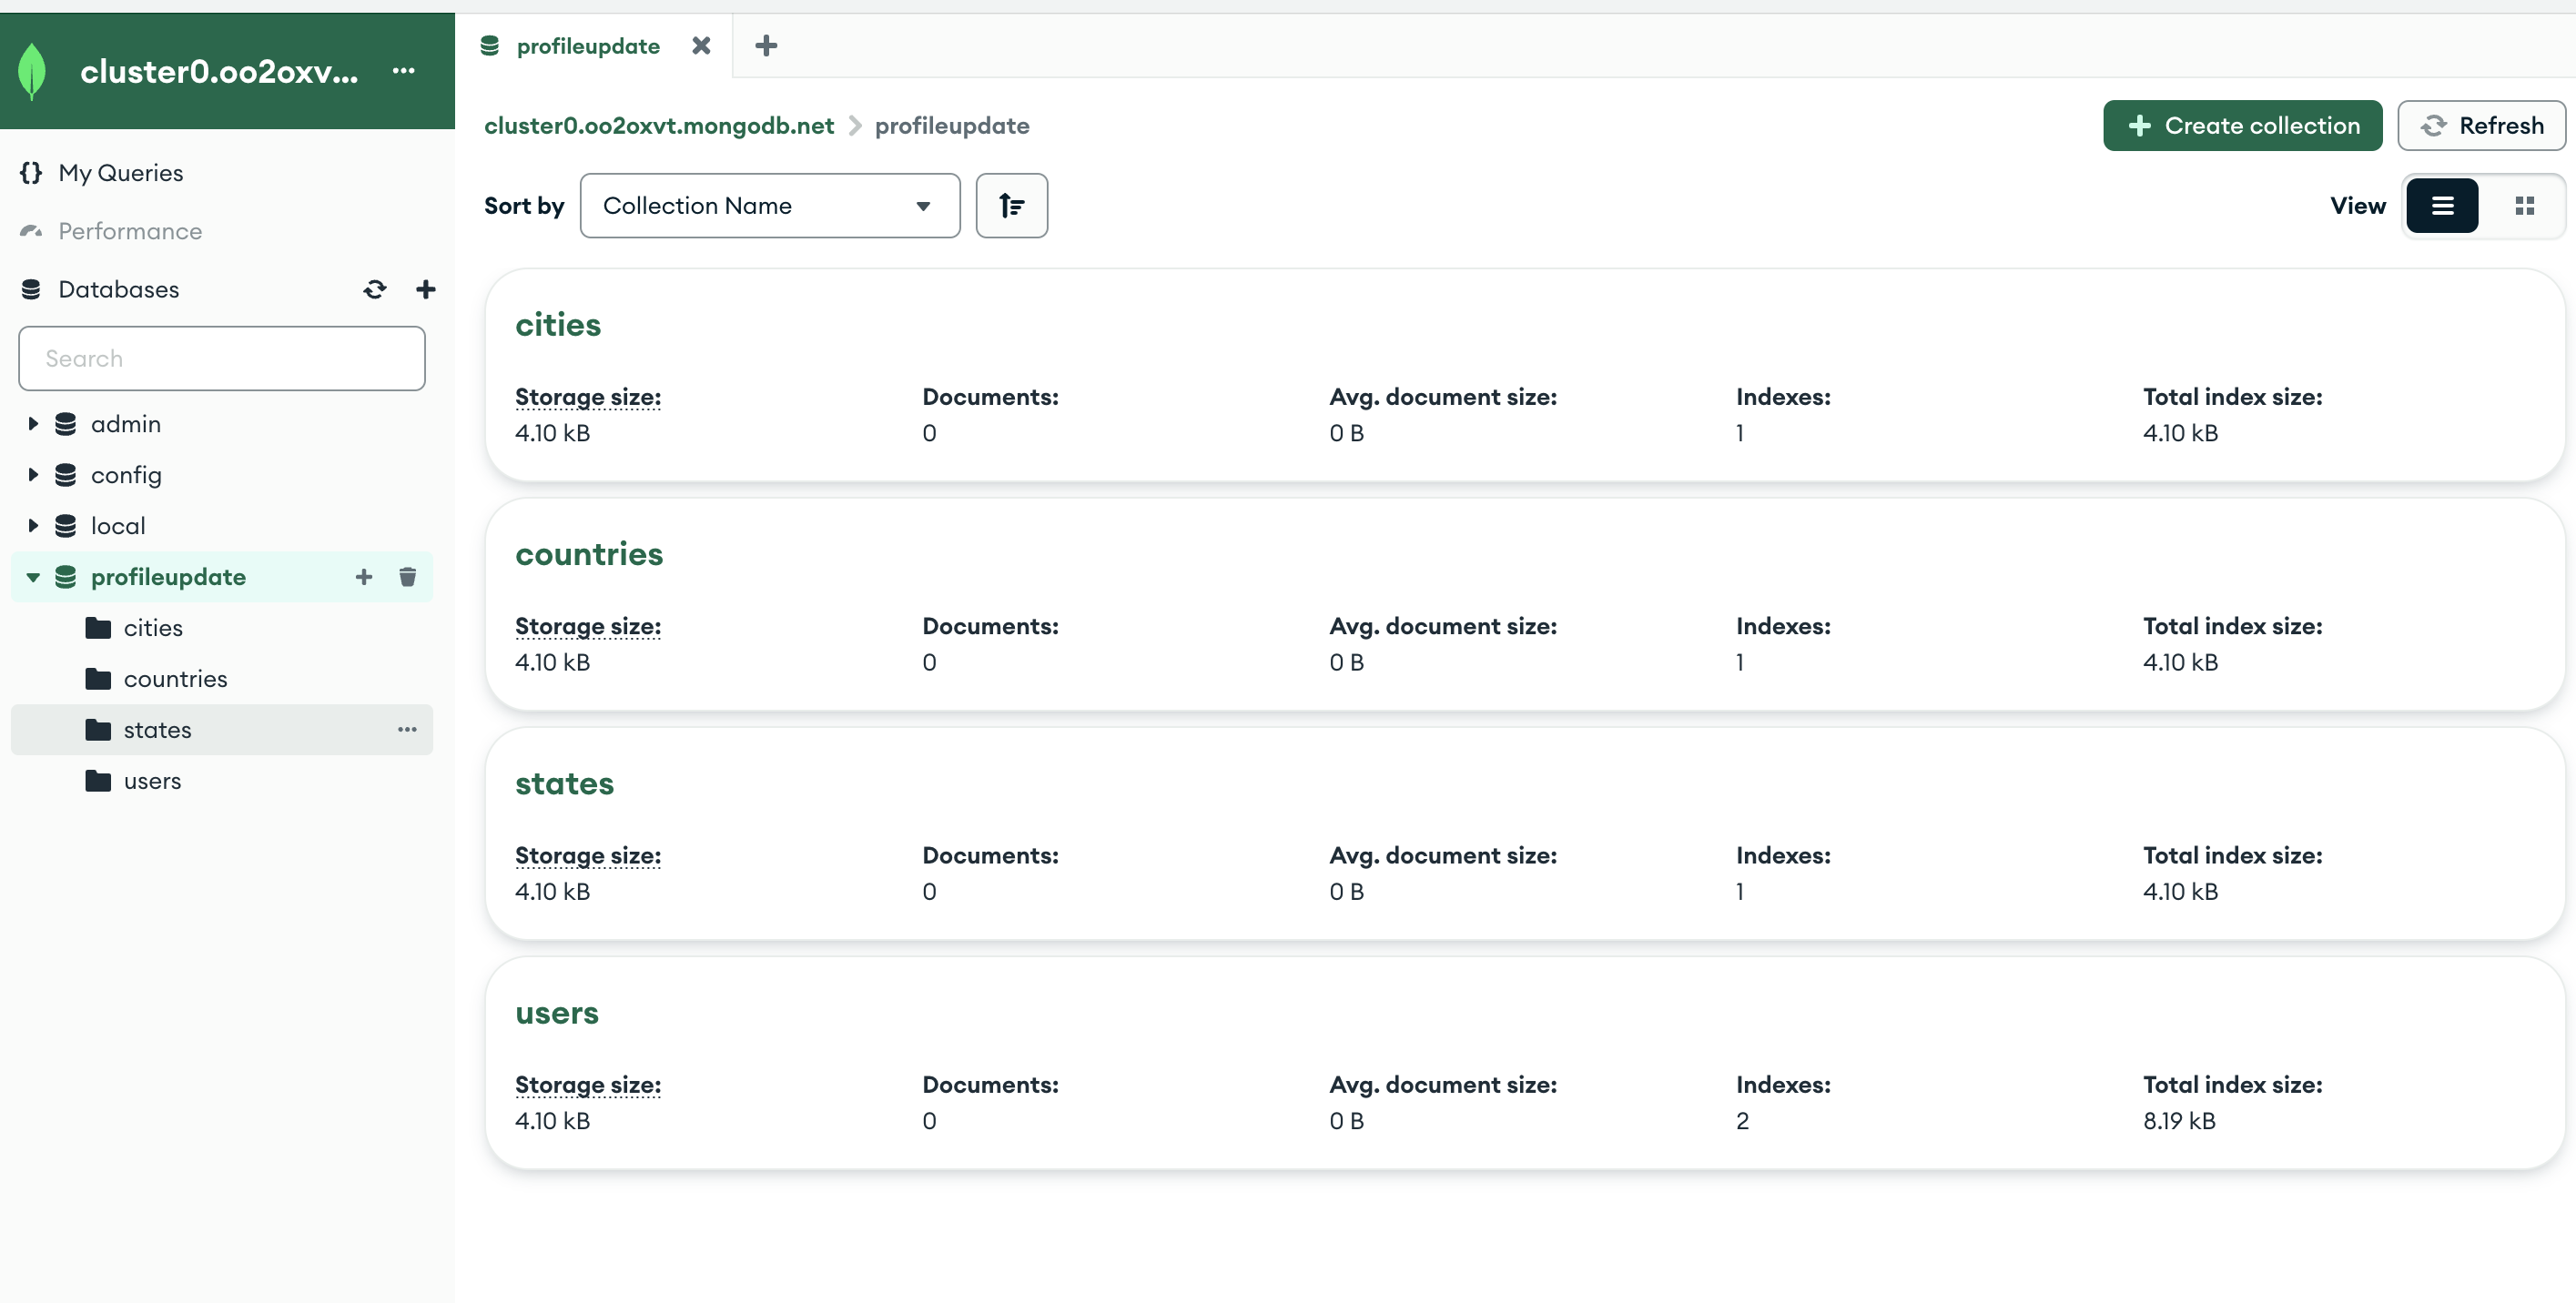 cluster0.oo2oxv...
My Queries
Performance
Databases
Search
admin
config
local
profileupdate
cities
countries
states
users
profileupdate
cluster0.oo2oxvt.mongodb.net > profileupdate
Create collection
Refresh
Sort by
Collection Name
View
cities
Storage size: Documents: Avg. document size: Indexes: Total index size:
4.10 kB 0 0 B 1 4.10 kB
countries
Storage size: Documents: Avg. document size: Indexes: Total index size:
4.10 kB 0 0 B 1 4.10 kB
states
Storage size: Documents: Avg. document size: Indexes: Total index size:
4.10 kB 0 0 B 1 4.10 kB
users
Storage size: Documents: Avg. document size: Indexes: Total index size:
4.10 kB 0 0 B 2 8.19 kB